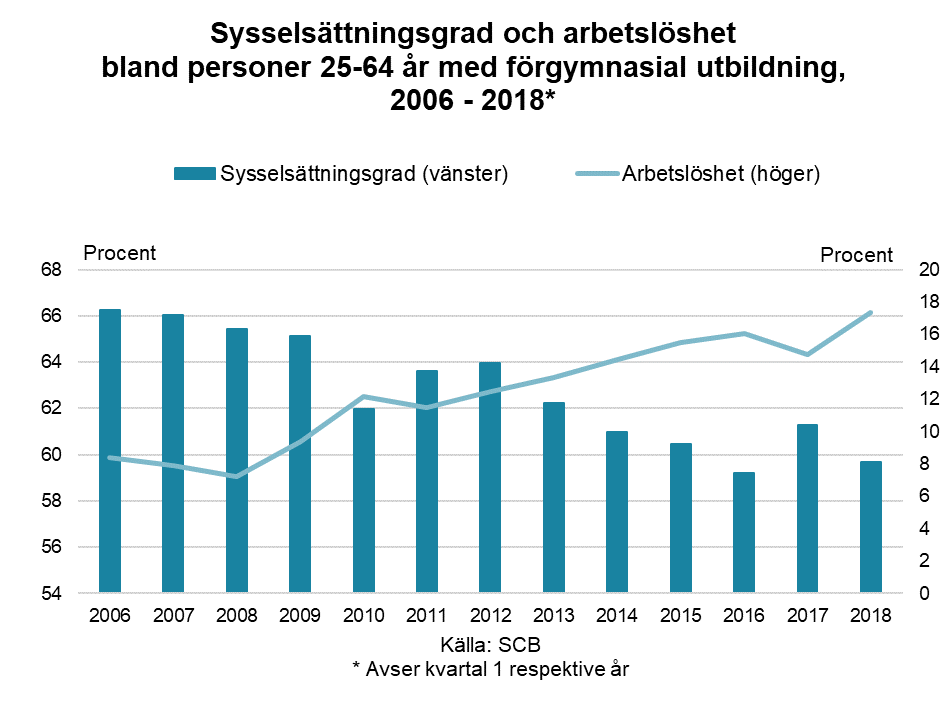 Sysselsättningsgrad och arbetslöshet
bland personer 25-64 år med förgymnasial utbildning,
2006 - 2018*
Sysselsättningsgrad (vänster) Arbetslöshet (höger)
Procent Procent
68 20
66 18
64 16
62 14
60 12
58 10
56 8
54 6
4
2
0
2006 2007 2008 2009 2010 2011 2012 2013 2014 2015 2016 2017 2018
Källa: SCB
* Avser kvartal 1 respektive år